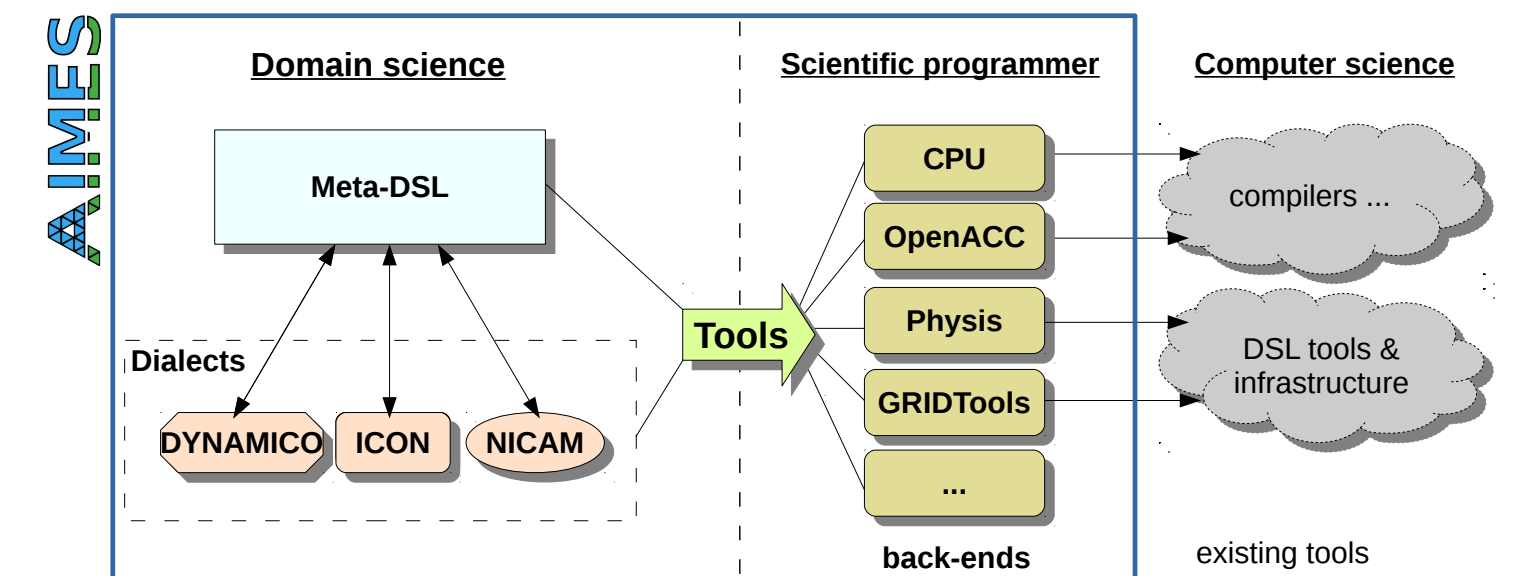 AIMES
Domain science
Scientific programmer
Computer science
Meta-DSL
CPU
OpenACC
Physis
GRIDTools
...
back-ends
compilers ...
DSL tools &
infrastructure
existing tools
Tools
Dialects
DYNAMICO
ICON
NICAM